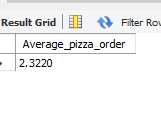 Result Grid Filter Row
Average_pizza_order
2.3220